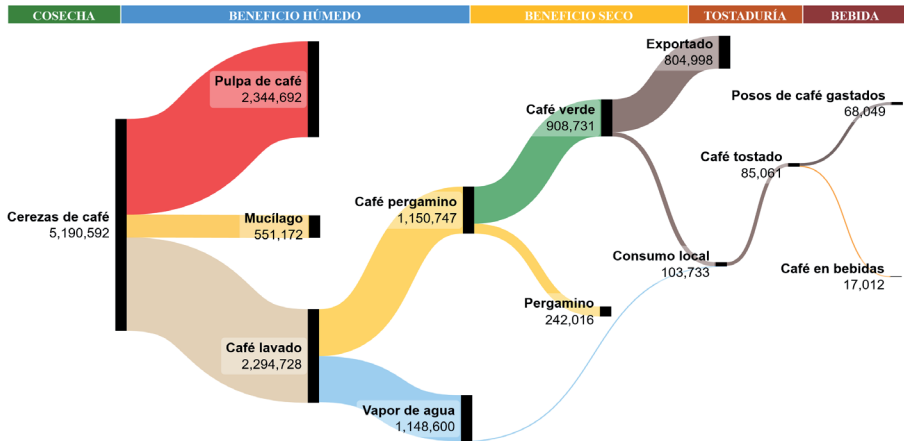 COSECHA
BENEFICIO HÚMEDO
BENEFICIO SECO
TOSTADURÍA
BEBIDA
Pulpa de café
2,344,692
Exportado
804,998
Café verde
908,731
Posos de café gastados
68,049
Café tostado
85,061
Cerezas de café
5,190,592
Mucílago
551,172
Café pergamino
1,150,747
Consumo local
103,733
Café en bebidas
17,012
Pergamino
242,016
Café lavado
2,294,728
Vapor de agua
1,148,600